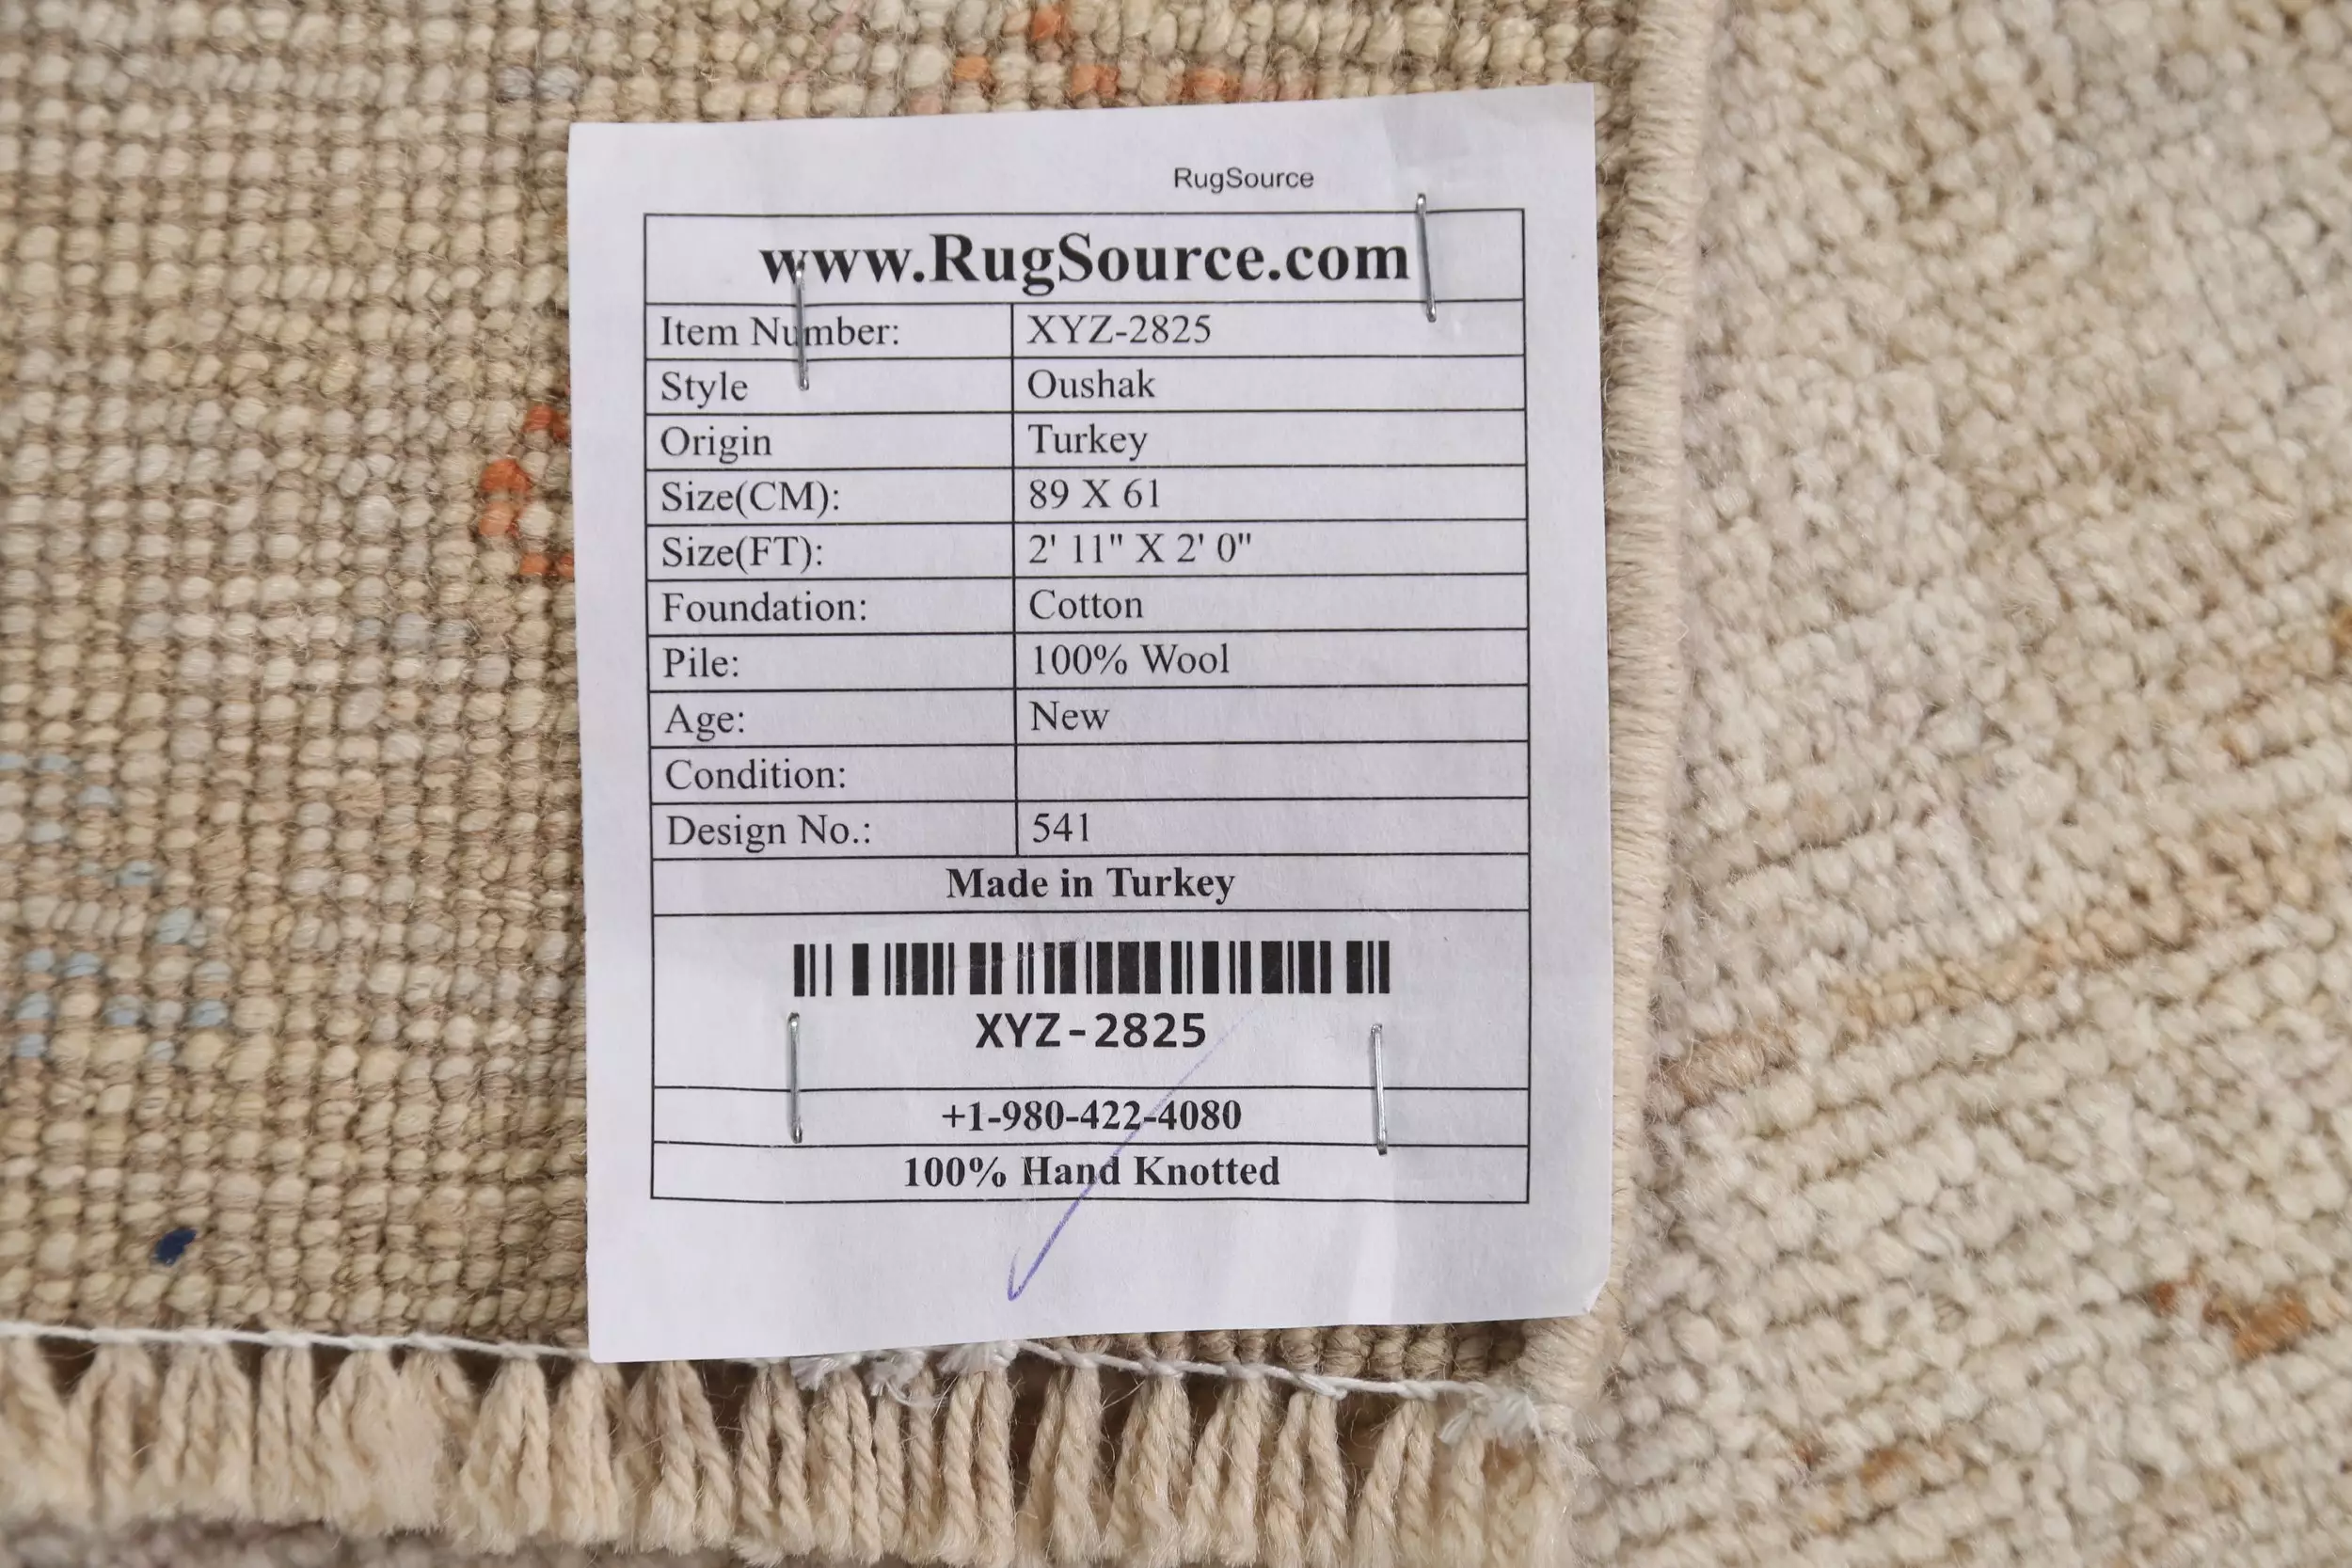 RugSource
www.RugSource.com
Item Number: XYZ-2825
Style Oushak
Origin Turkey
Size(CM): 89 X 61
Size(FT): 2' 11" X 2' 0"
Foundation: Cotton
Pile: 100% Wool
Age: New
Condition:
Design No.: 541
Made in Turkey
XYZ-2825
+1-980-422-4080
100% Hand Knotted